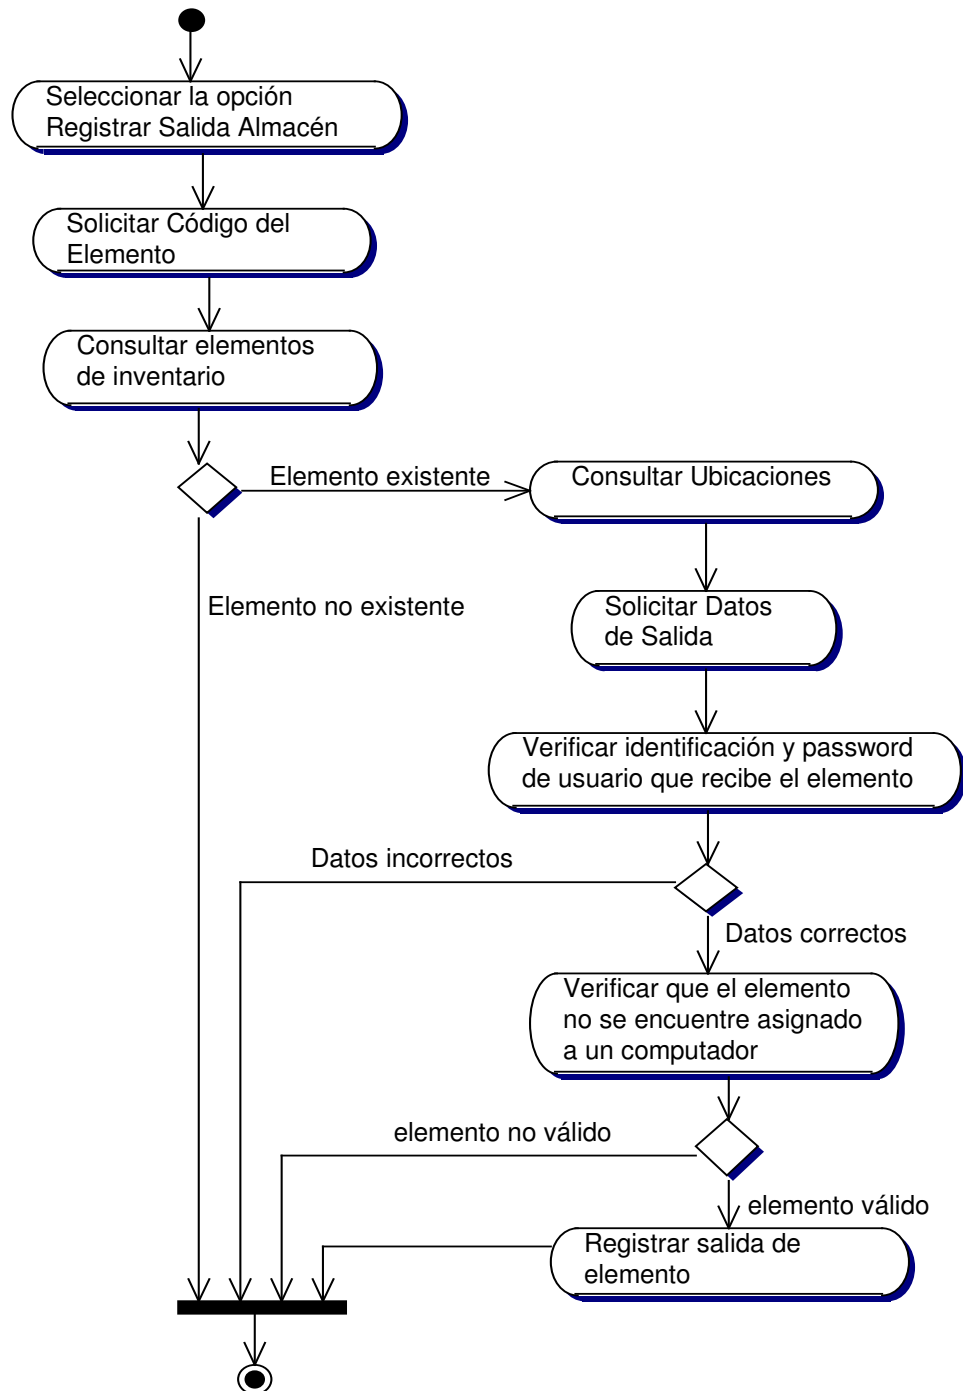 Seleccionar la opción
Registrar Salida Almacén
Solicitar Código del
Elemento
Consultar elementos
de inventario
Elemento existente
Consultar Ubicaciones
Elemento no existente
Solicitar Datos
de Salida
Verificar identificación y password
de usuario que recibe el elemento
Datos incorrectos
Datos correctos
Verificar que el elemento
no se encuentre asignado
a un computador
elemento no válido
elemento válido
Registrar salida de
elemento